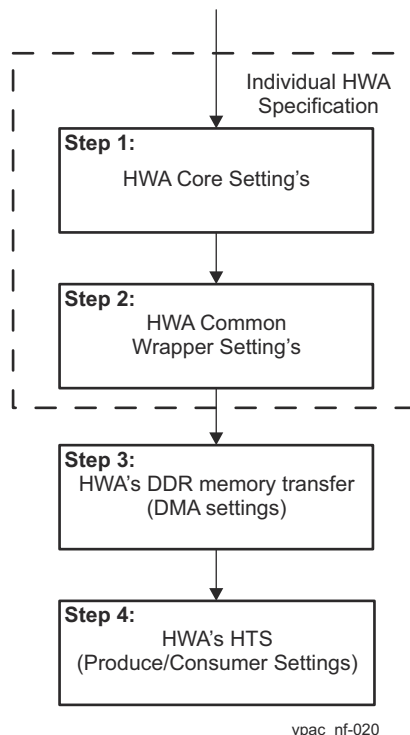 Individual HWA
Specification
Step 1:
HWA Core Setting's
Step 2:
HWA Common
Wrapper Setting's
Step 3:
HWA's DDR memory transfer
(DMA settings)
Step 4:
HWA's HTS
(Produce/Consumer Settings)
vpac_nf-020